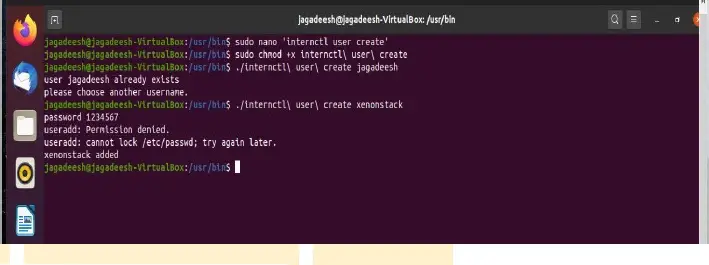 jagadeesh@jagadeesh-VirtualBox: /usr/bin
jagadeesh@jagadeesh-VirtualBox:/usr/bin$ sudo nano 'internctl user create'
jagadeesh@jagadeesh-VirtualBox:/usr/bin$ sudo chmod +x internctl\ user\ create
jagadeesh@jagadeesh-VirtualBox:/usr/bin$ ./internctl\ user\ create jagadeesh
user jagadeesh already exists
please choose another username.
jagadeesh@jagadeesh-VirtualBox:/usr/bin$ ./internctl\ user\ create xenonstack
password 1234567
useradd: Permission denied.
useradd: cannot lock /etc/passwd; try again later.
xenonstack added
jagadeesh@jagadeesh-VirtualBox:/usr/bin$